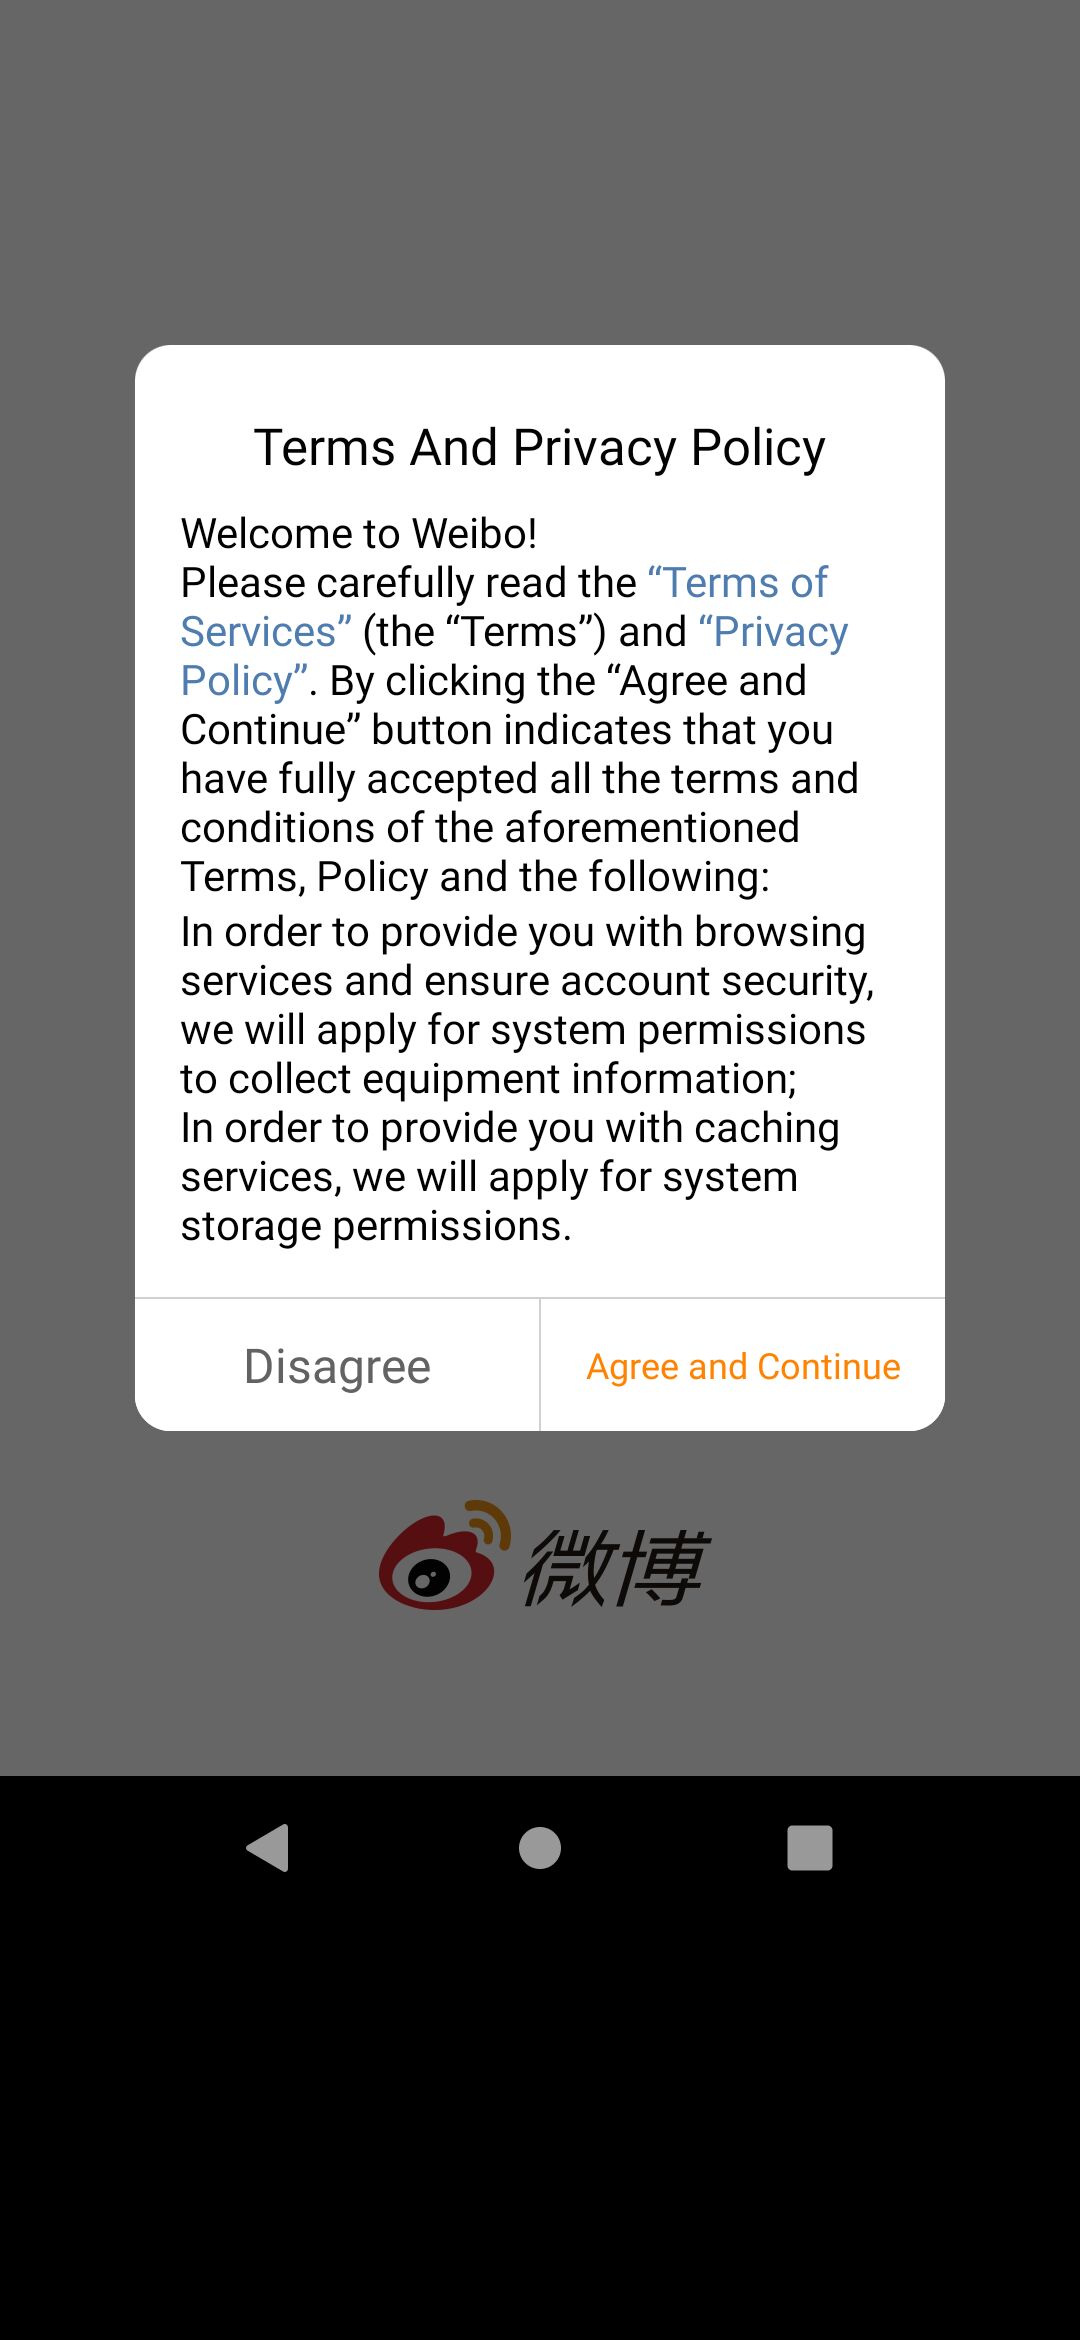 Terms And Privacy Policy
Welcome to Weibo!
Please carefully read the “Terms of
Services” (the “Terms”) and “Privacy
Policy”. By clicking the “Agree and
Continue” button indicates that you
have fully accepted all the terms and
conditions of the aforementioned
Terms, Policy and the following:
In order to provide you with browsing
services and ensure account security,
we will apply for system permissions
to collect equipment information;
In order to provide you with caching
services, we will apply for system
storage permissions.
Disagree
Agree and Continue
微博